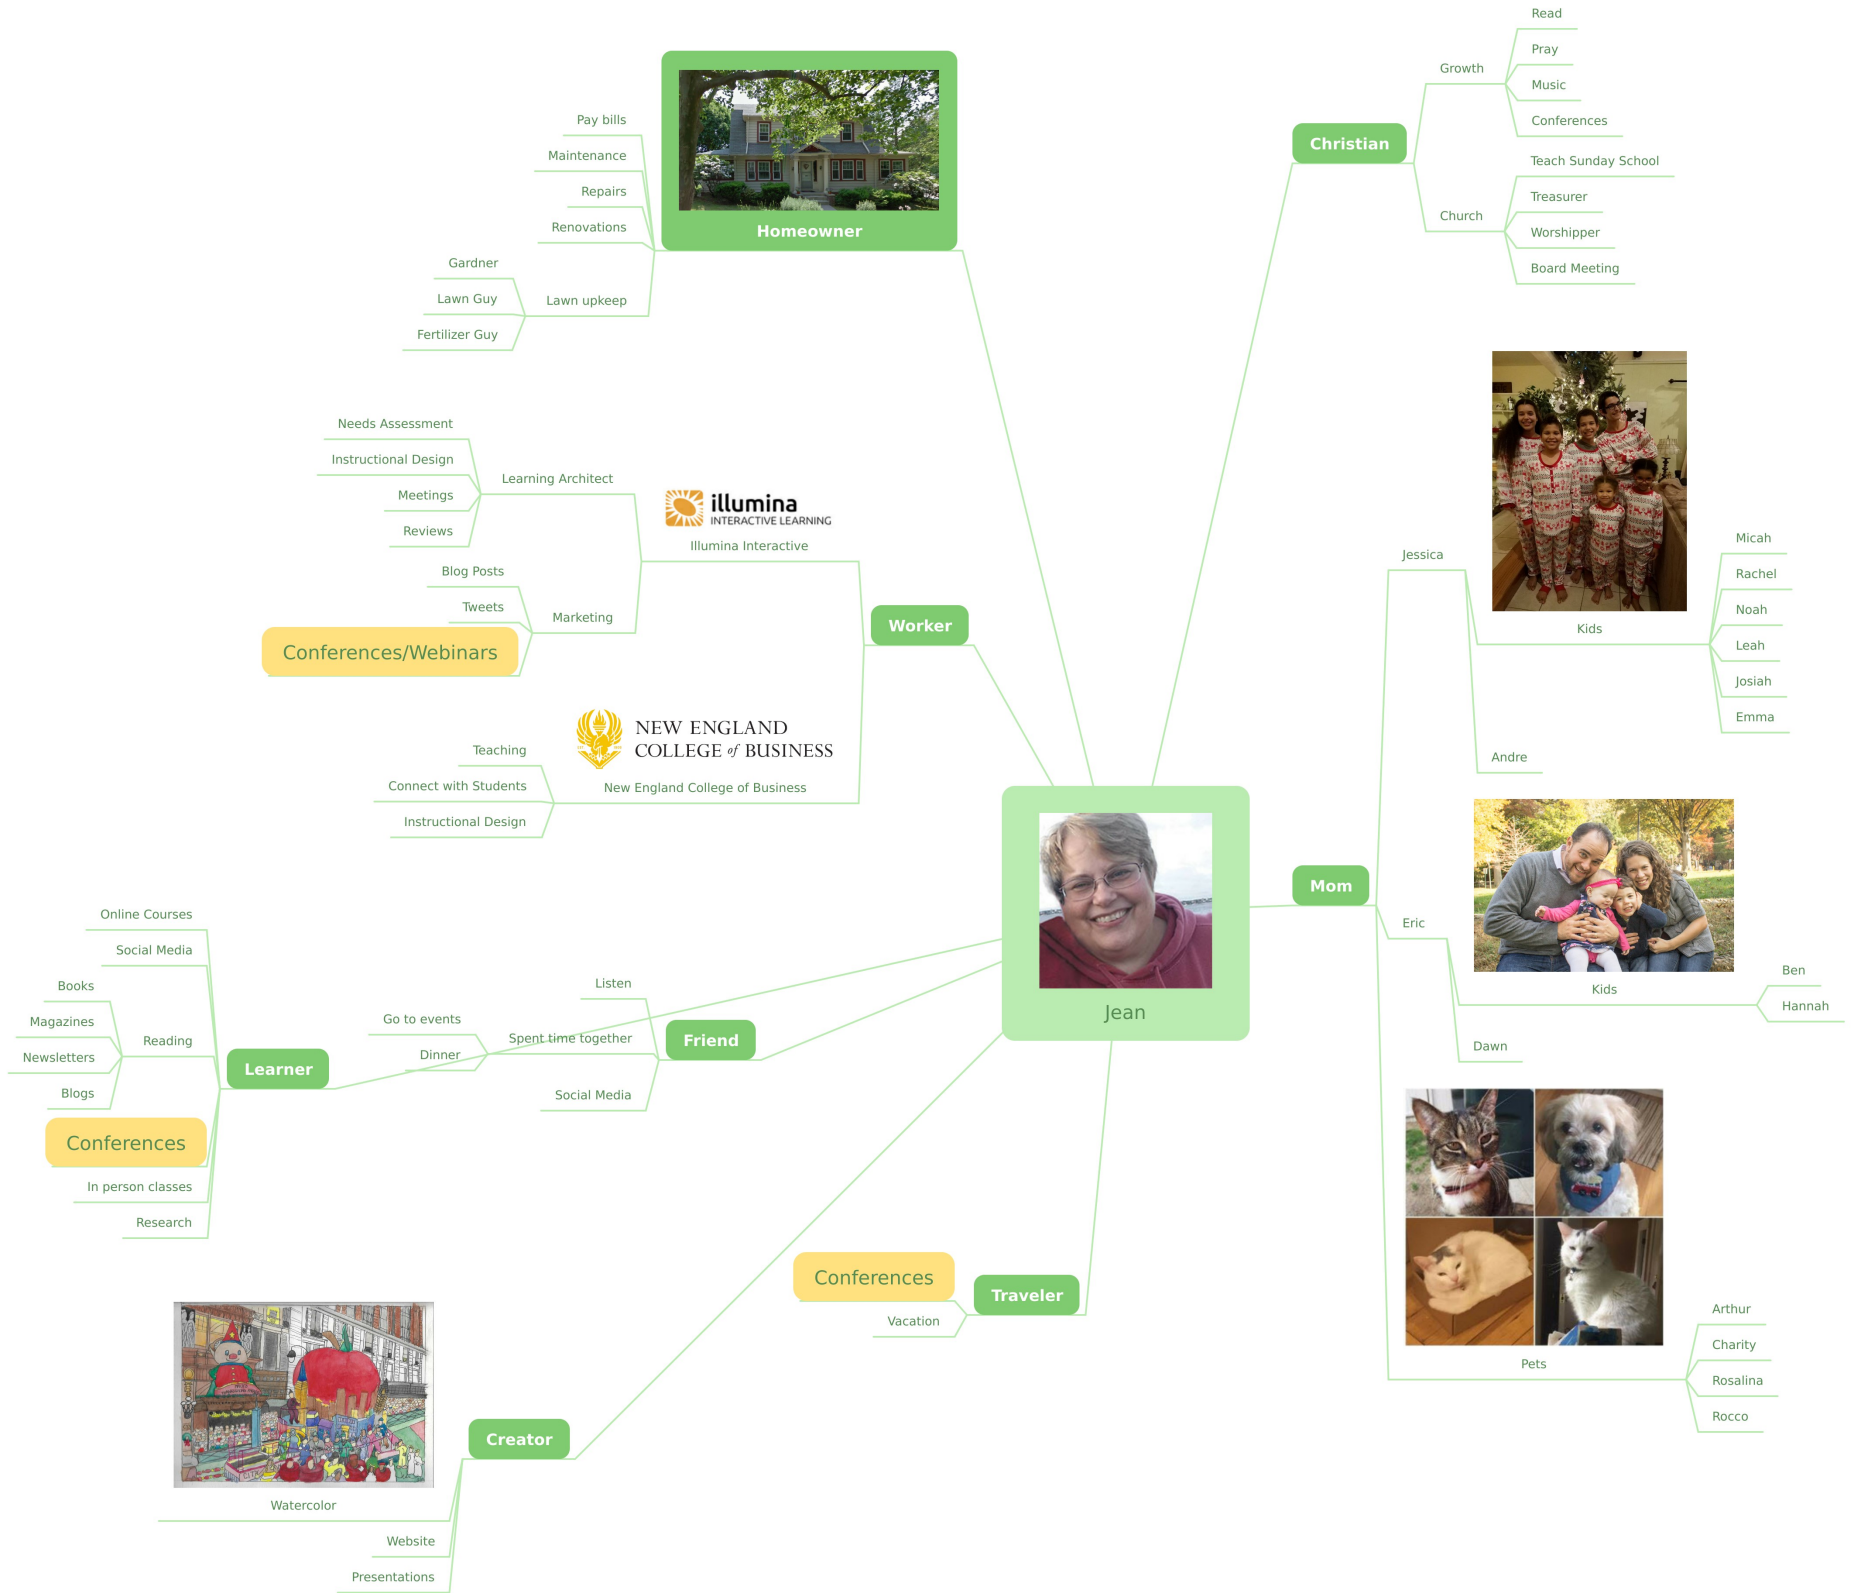 Homeowner
Pay bills
Maintenance
Repairs
Renovations
Lawn upkeep
Gardner
Lawn Guy
Fertilizer Guy
Worker
illumina
INTERACTIVE LEARNING
Illumina Interactive
Learning Architect
Needs Assessment
Instructional Design
Meetings
Reviews
Marketing
Blog Posts
Tweets
Conferences/Webinars
NEW ENGLAND
COLLEGE of BUSINESS
New England College of Business
Teaching
Connect with Students
Instructional Design
Learner
Online Courses
Social Media
Reading
Books
Magazines
Newsletters
Blogs
Conferences
In person classes
Research
Friend
Listen
Spent time together
Go to events
Dinner
Social Media
Creator
Watercolor
Website
Presentations
Traveler
Conferences
Vacation
Jean
Christian
Growth
Read
Pray
Music
Conferences
Church
Teach Sunday School
Treasurer
Worshipper
Board Meeting
Mom
Jessica
Kids
Micah
Rachel
Noah
Leah
Josiah
Emma
Andre
Eric
Kids
Ben
Hannah
Dawn
Pets
Arthur
Charity
Rosalina
Rocco